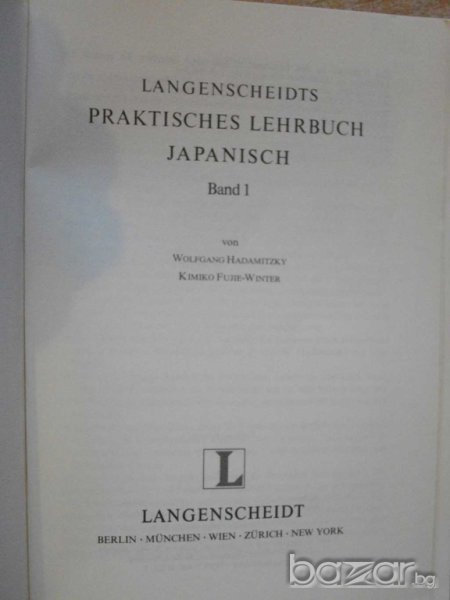 LANGENSCHEIDTS
PRAKTISCHES LEHRBUCH
JAPANISCH
Band 1
von
WOLFGANG HADAMITZKY
KIMIKO FUJIE-WINTER
L
LANGENSCHEIDT
BERLIN · MÜNCHEN · WIEN · ZÜRICH · NEW YORK
bazar.bg